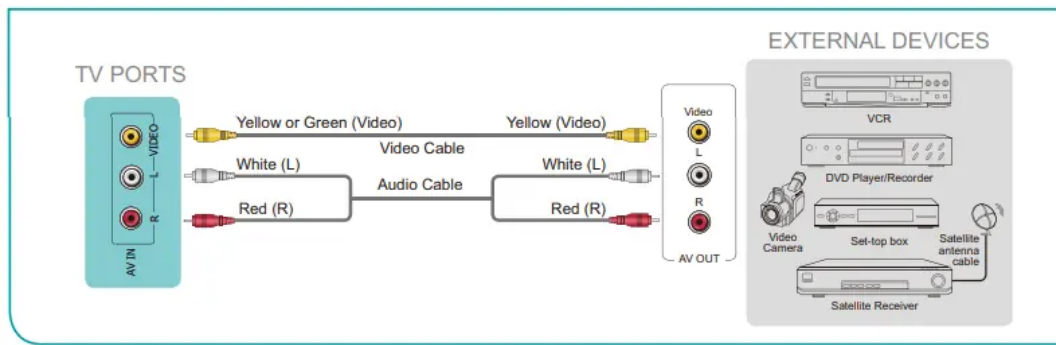 EXTERNAL DEVICES
TV PORTS
AV IN
R
L
VIDEO
Yellow or Green (Video)
Yellow (Video)
Video Cable
White (L)
White (L)
Audio Cable
Red (R)
Red (R)
Video
L
R
AV OUT
VCR
DVD Player/Recorder
Video
Camera
Set-top box
Satellite
antenna
cable
Satellite Receiver